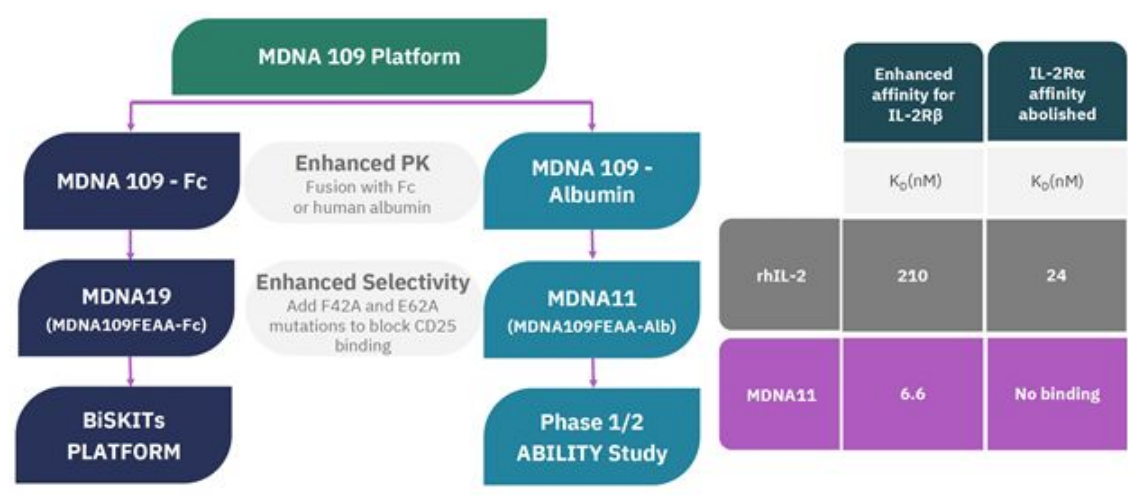 MDNA 109 Platform
MDNA 109 - Fc
Enhanced PK
Fusion with Fc
or human albumin
MDNA 109 -
Albumin
MDNA19
(MDNA109FEAA-Fc)
Enhanced Selectivity
Add F42A and E62A
mutations to block CD25
binding
MDNA11
(MDNA109FEAA-Alb)
BiSKITs
PLATFORM
Phase 1/2
ABILITY Study
Enhanced
affinity for
IL-2Rβ
IL-2Rα
affinity
abolished
K_D(nM)
K_D(nM)
rhIL-2
210
24
MDNA11
6.6
No binding